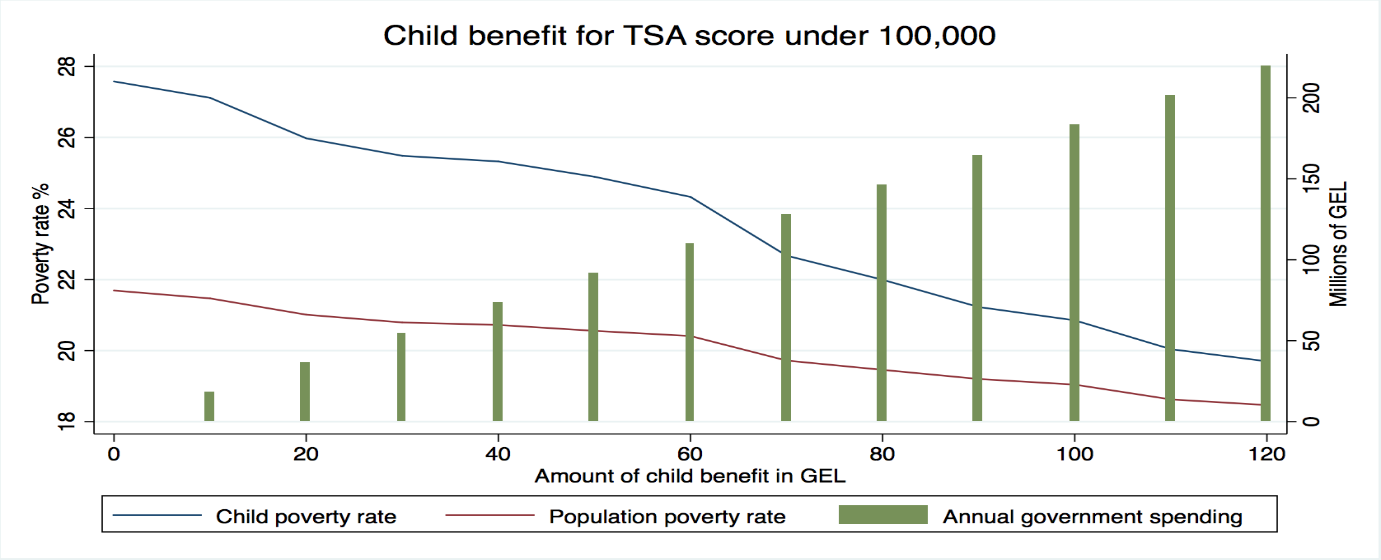 Child benefit for TSA score under 100,000
Poverty rate %
28
26
24
22
20
18
200
150
100
50
0
Millions of GEL
0 20 40 60 80 100 120
Amount of child benefit in GEL
Child poverty rate Population poverty rate Annual government spending